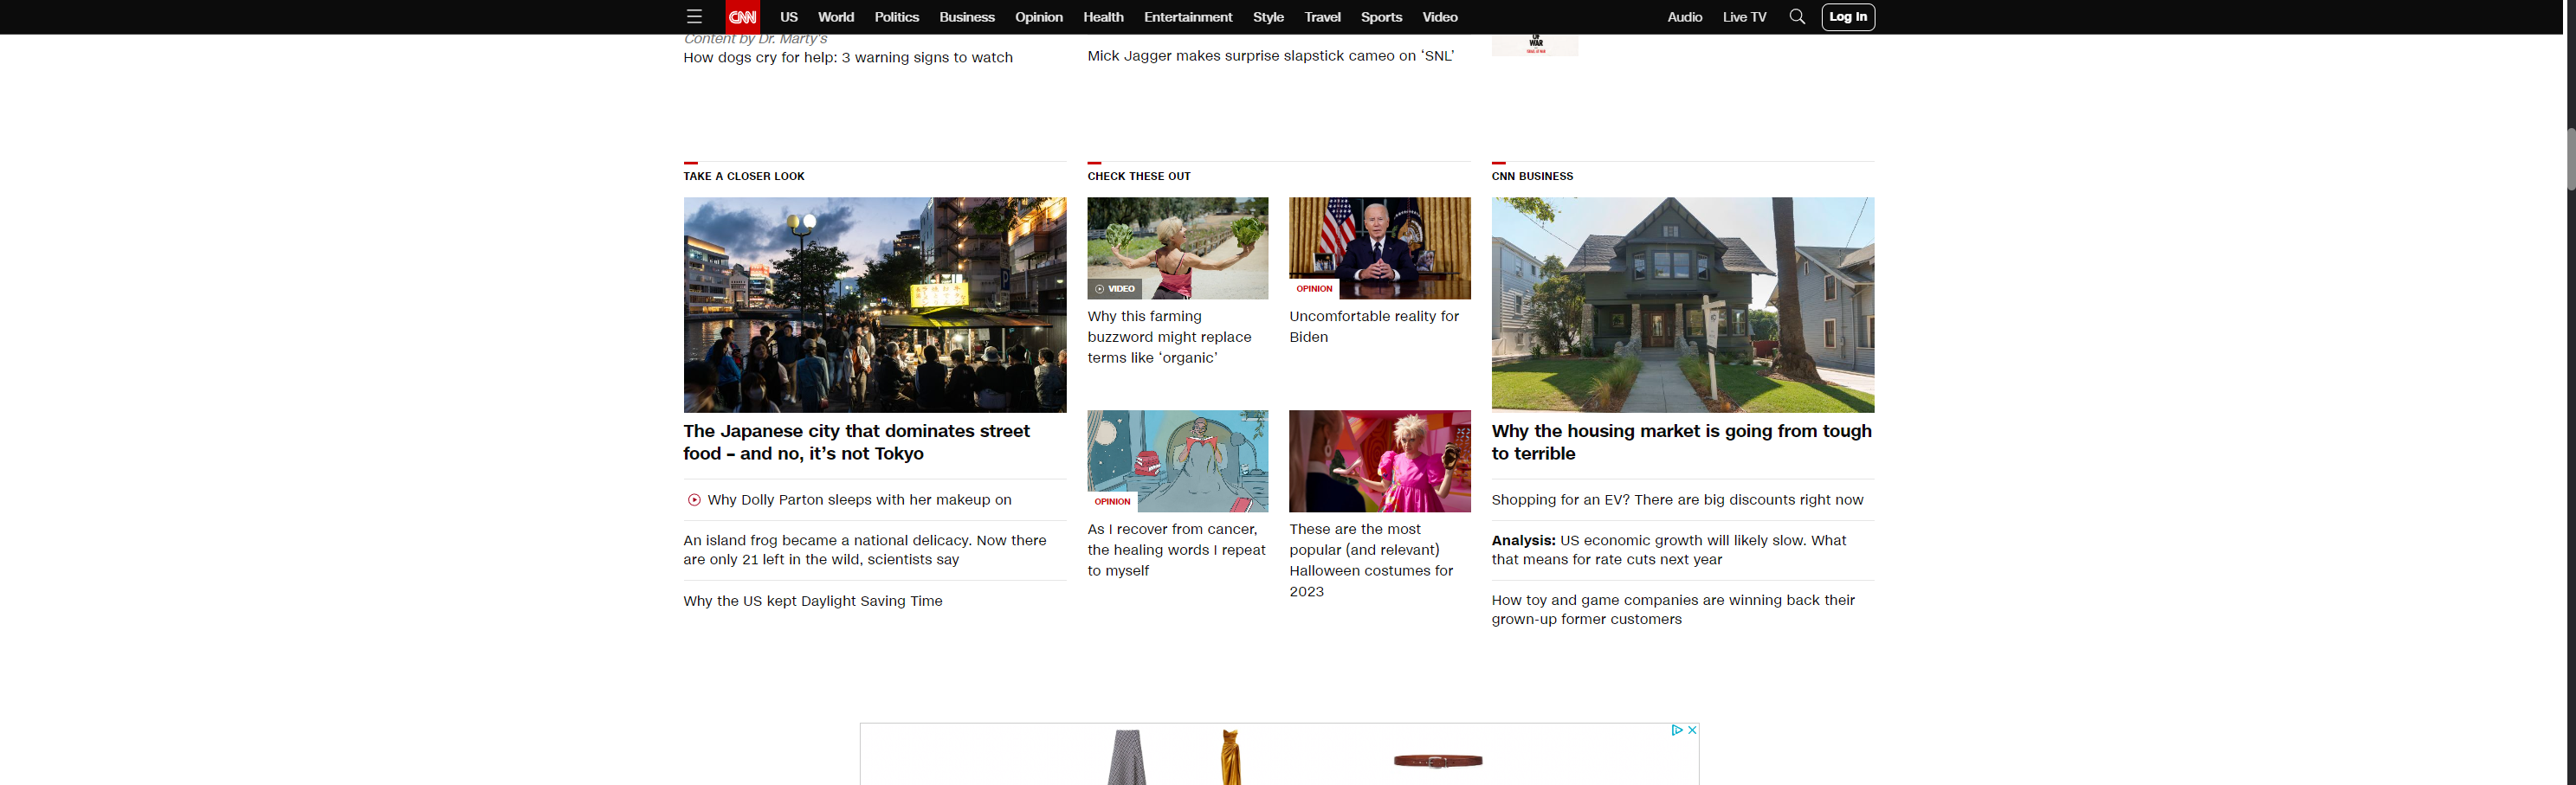 CNN
US
World
Politics
Business
Opinion
Health
Entertainment
Style
Travel
Sports
Video
Audio
Live TV
Log In
Content by Dr. Marty's
How dogs cry for help: 3 warning signs to watch
Mick Jagger makes surprise slapstick cameo on ‘SNL’
WAR
TAKE A CLOSER LOOK
The Japanese city that dominates street
food – and no, it’s not Tokyo
Why Dolly Parton sleeps with her makeup on
An island frog became a national delicacy. Now there
are only 21 left in the wild, scientists say
Why the US kept Daylight Saving Time
CHECK THESE OUT
VIDEO
Why this farming
buzzword might replace
terms like ‘organic’
OPINION
Uncomfortable reality for
Biden
OPINION
As I recover from cancer,
the healing words I repeat
to myself
These are the most
popular (and relevant)
Halloween costumes for
2023
CNN BUSINESS
Why the housing market is going from tough
to terrible
Shopping for an EV? There are big discounts right now
Analysis: US economic growth will likely slow. What
that means for rate cuts next year
How toy and game companies are winning back their
grown-up former customers